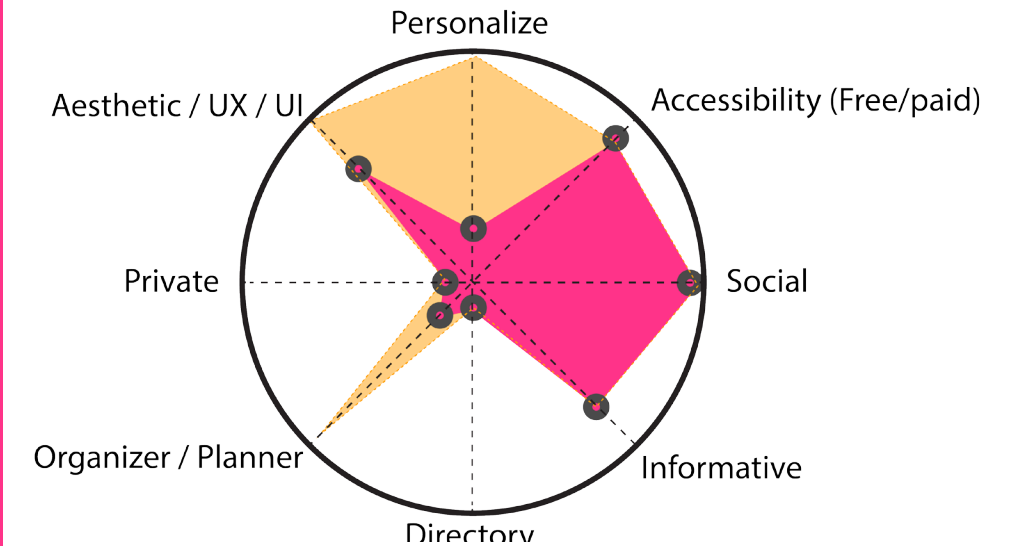 Personalize
Aesthetic / UX / UI
Accessibility (Free/paid)
Private
Social
Organizer / Planner
Informative
Directory